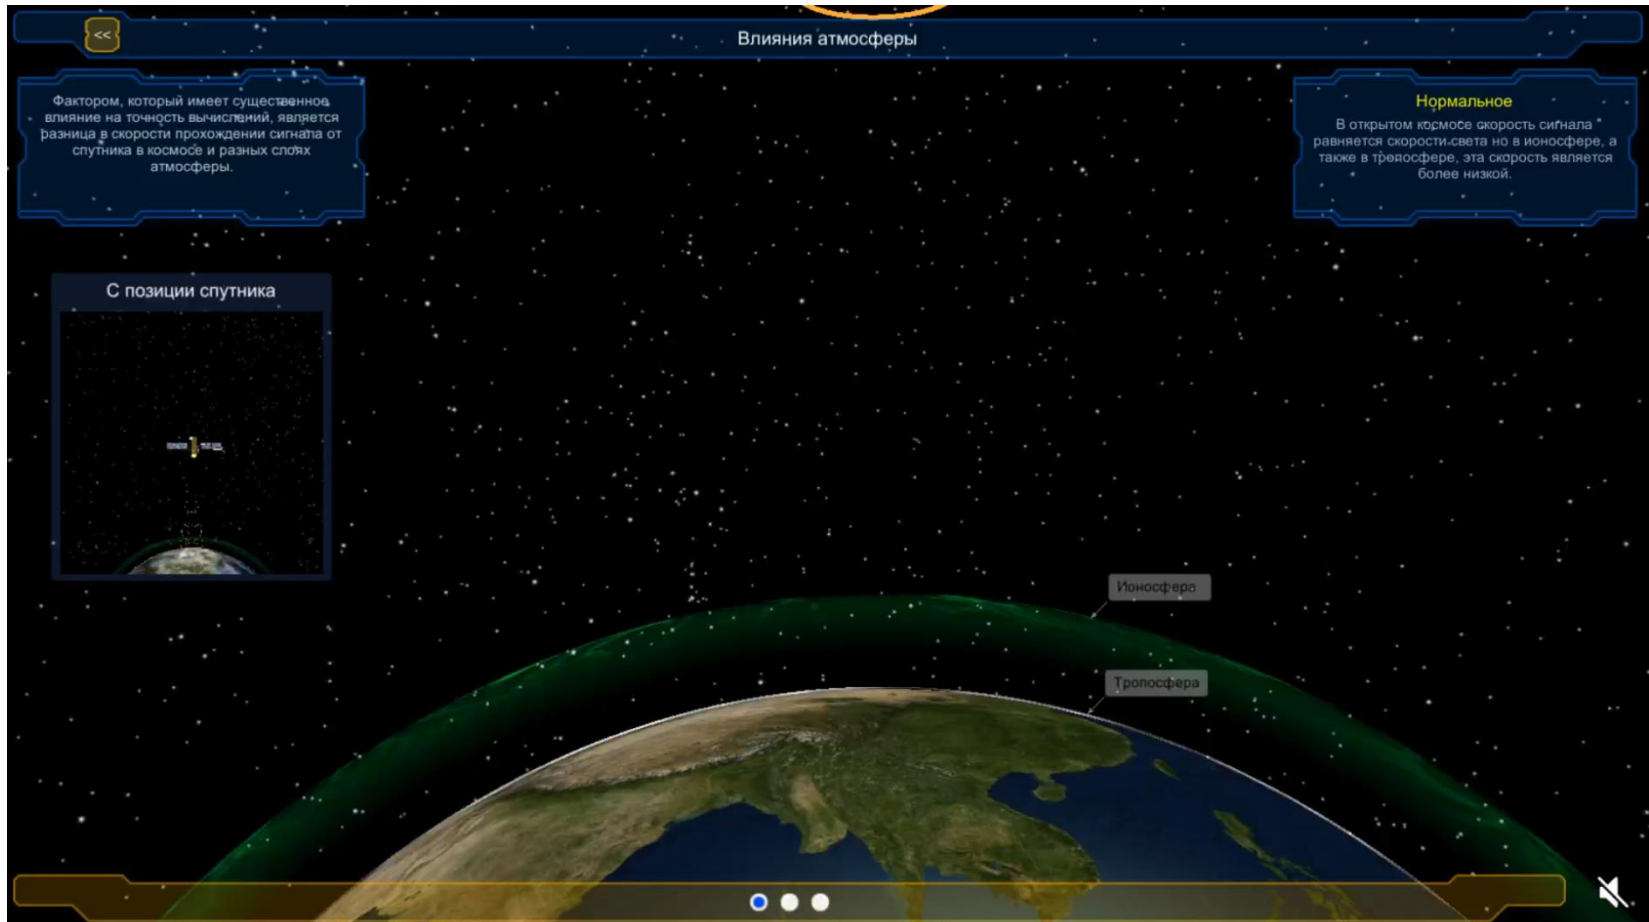 <<
Влияния атмосферы
Фактором, который имеет существенное
влияние на точность вычислений, является
разница в скорости прохождении сигнала от
спутника в космосе и разных слоях
атмосферы.
Нормальное
В открытом космосе скорость сигнала
равняется скорости света но в ионосфере, а
также в тропосфере, эта скорость является
более низкой.
С позиции спутника
Ионосфера
Тропосфера